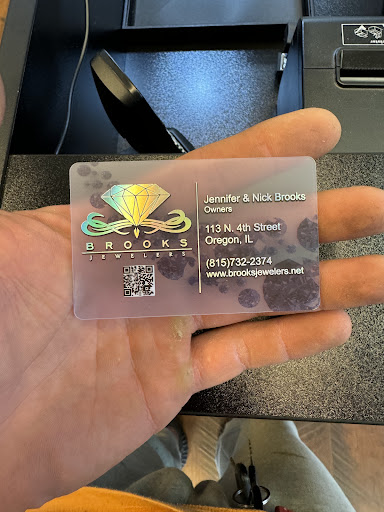 BROOKS
JEWELERS
Jennifer & Nick Brooks
Owners
113 N. 4th Street
Oregon, IL
(815)732-2374
www.brooksjewelers.net